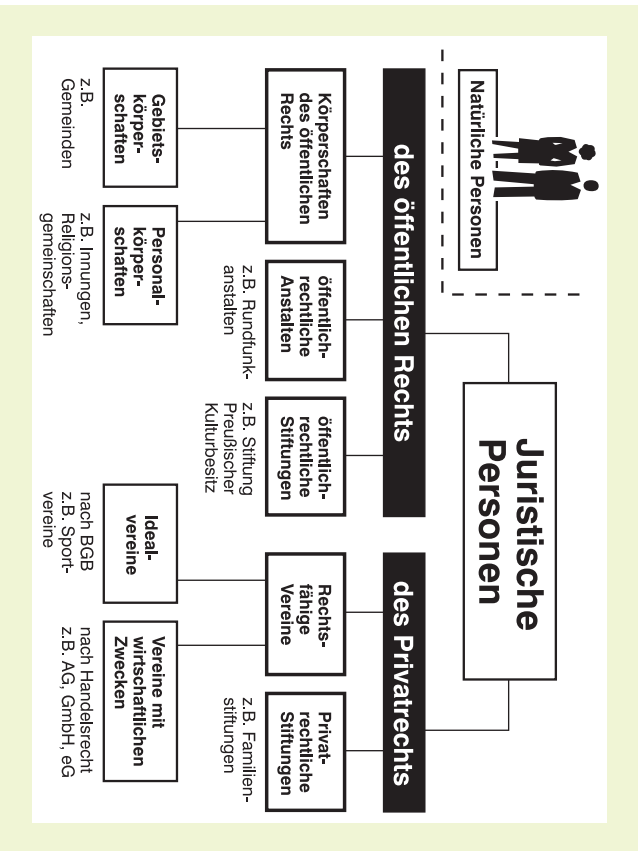 Natürliche Personen
Juristische
Personen
des öffentlichen Rechts
des Privatrechts
Körperschaften
des öffentlichen
Rechts
öffentlich-
rechtliche
Anstalten
z.B. Rundfunk-
anstalten
öffentlich-
rechtliche
Stiftungen
z.B. Stiftung
Preußischer
Kulturbesitz
Rechts-
fähige
Vereine
Privat-
rechtliche
Stiftungen
z.B. Familien-
stiftungen
Gebiets-
körper-
schaften
z.B.
Gemeinden
Personal-
körper-
schaften
z.B. Innungen,
Religions-
gemeinschaften
Ideal-
vereine
nach BGB
z.B. Sport-
vereine
Vereine mit
wirtschaftlichen
Zwecken
nach Handelsrecht
z.B. AG, GmbH, eG